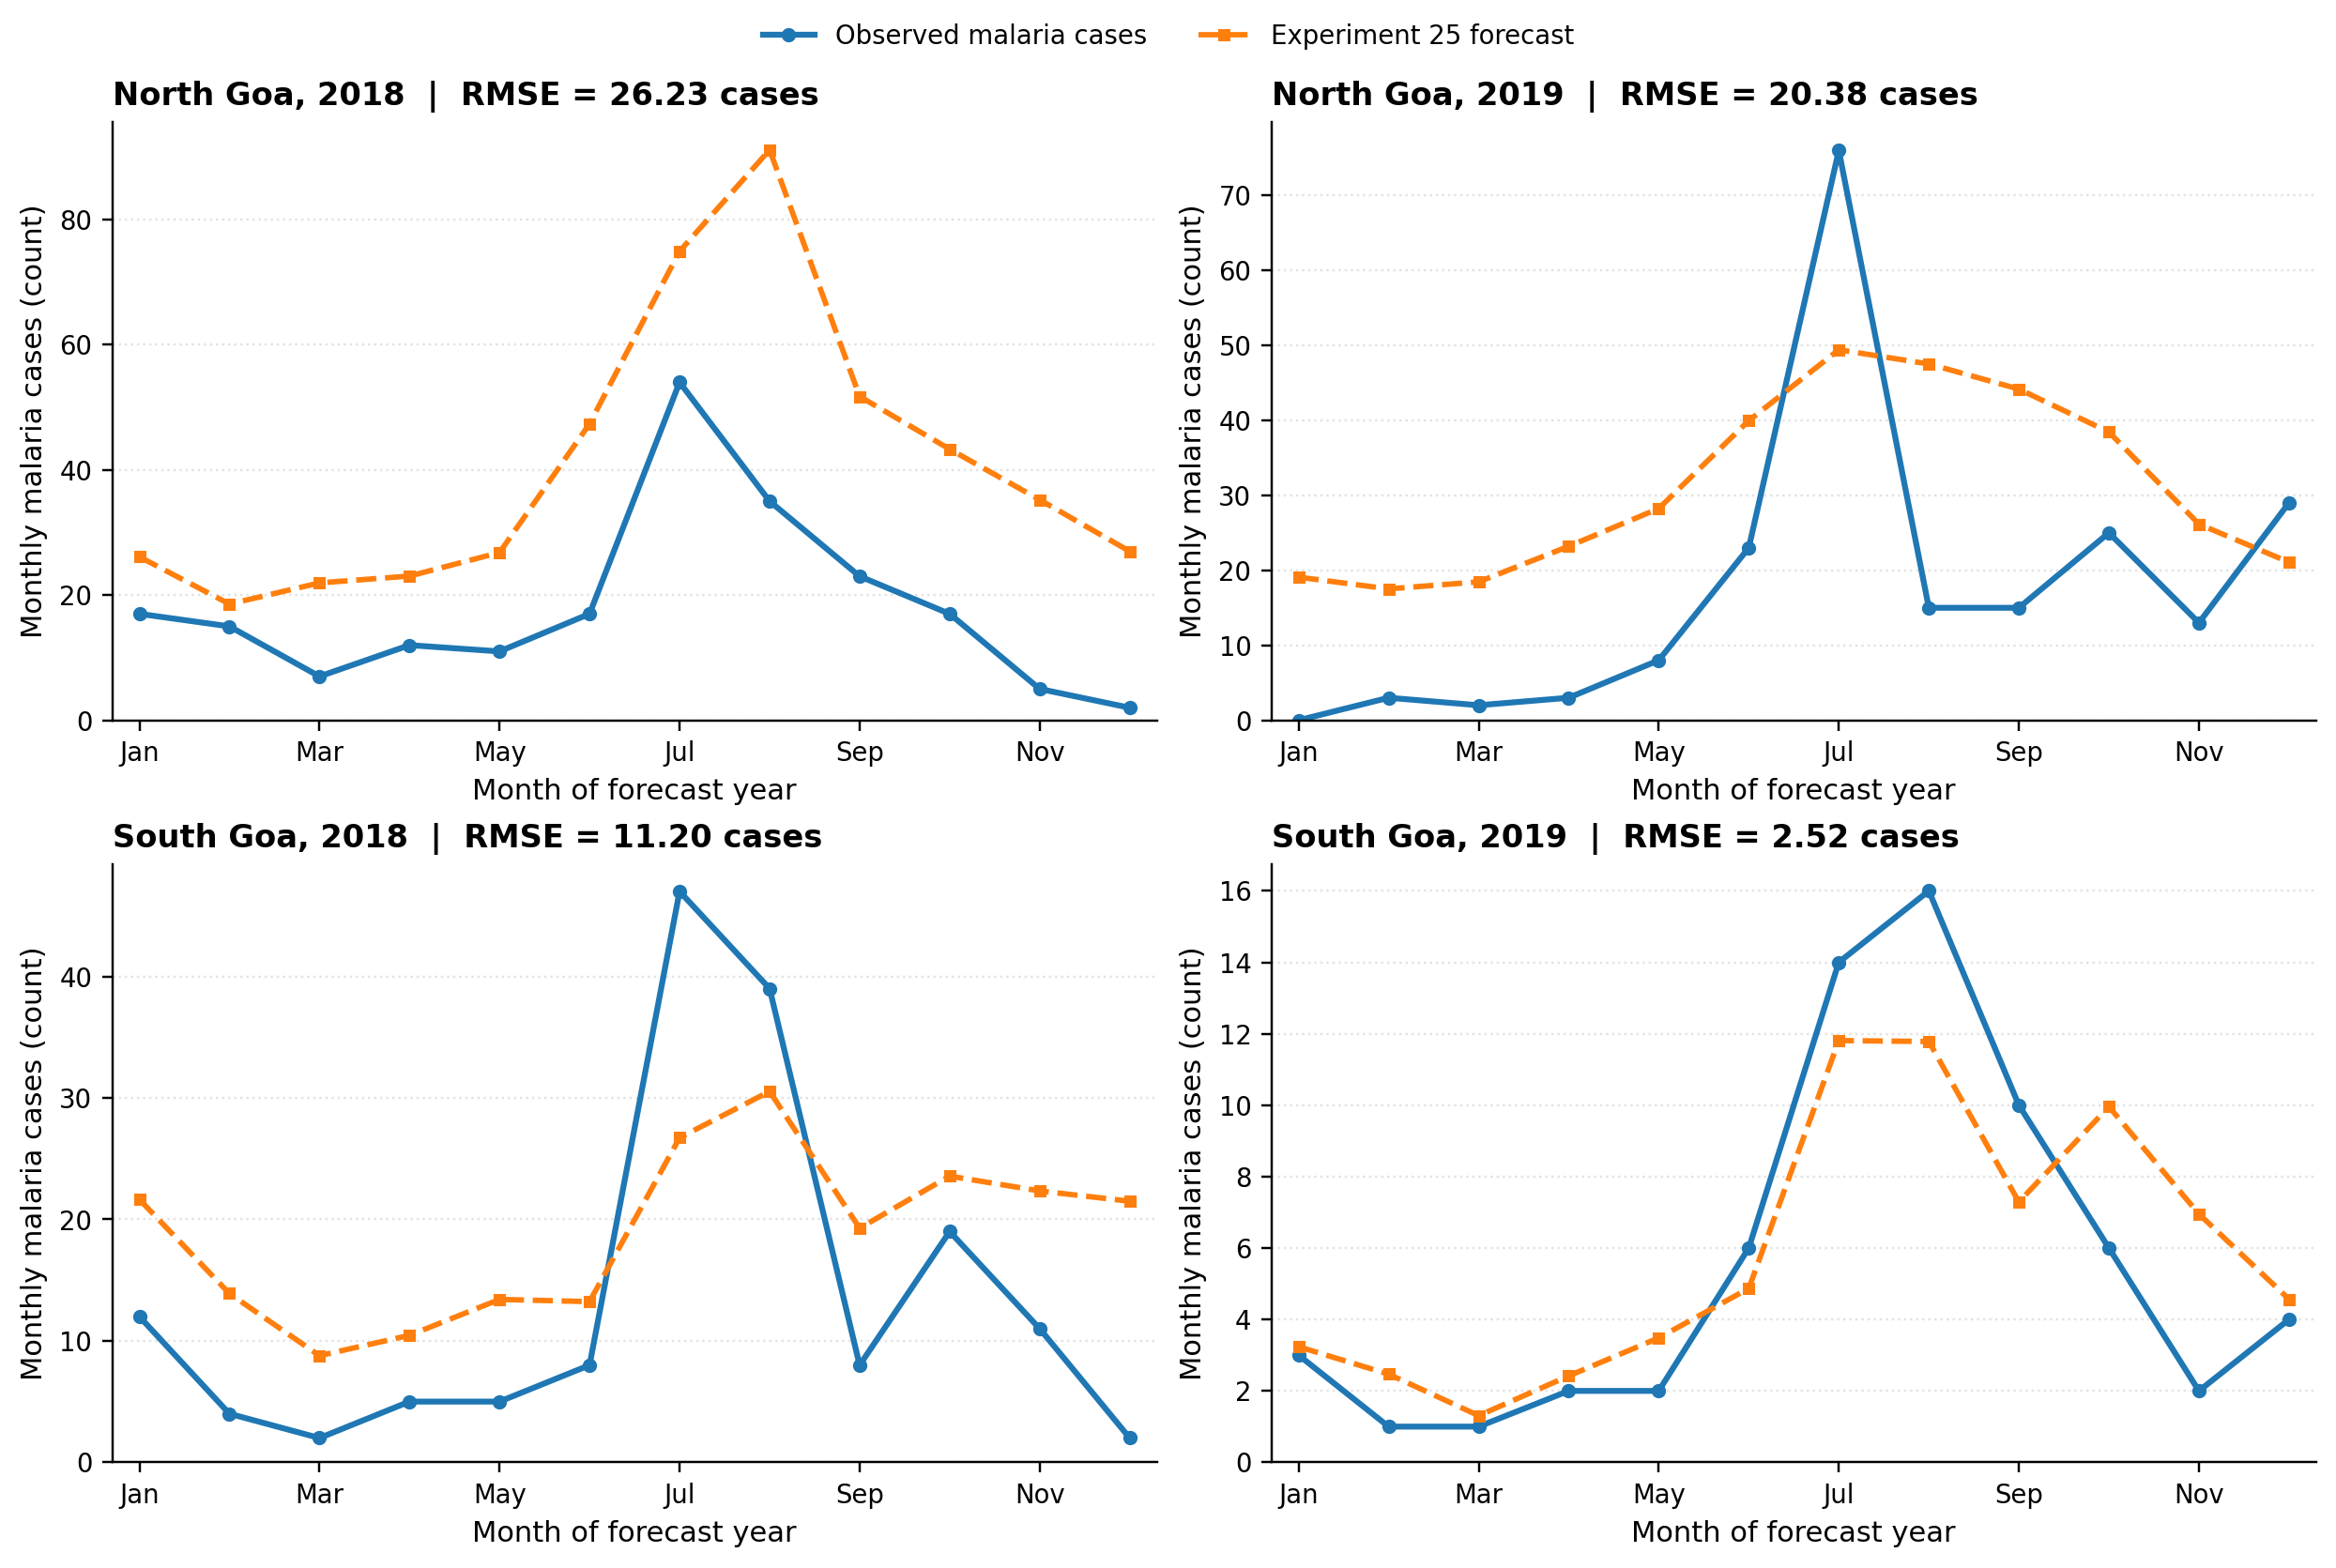 Observed malaria cases
Experiment 25 forecast
North Goa, 2018 | RMSE = 26.23 cases
Monthly malaria cases (count)
80
60
40
20
0
Jan
Mar
May
Jul
Sep
Nov
Month of forecast year
North Goa, 2019 | RMSE = 20.38 cases
Monthly malaria cases (count)
70
60
50
40
30
20
10
0
Jan
Mar
May
Jul
Sep
Nov
Month of forecast year
South Goa, 2018 | RMSE = 11.20 cases
Monthly malaria cases (count)
40
30
20
10
0
Jan
Mar
May
Jul
Sep
Nov
Month of forecast year
South Goa, 2019 | RMSE = 2.52 cases
Monthly malaria cases (count)
16
14
12
10
8
6
4
2
0
Jan
Mar
May
Jul
Sep
Nov
Month of forecast year